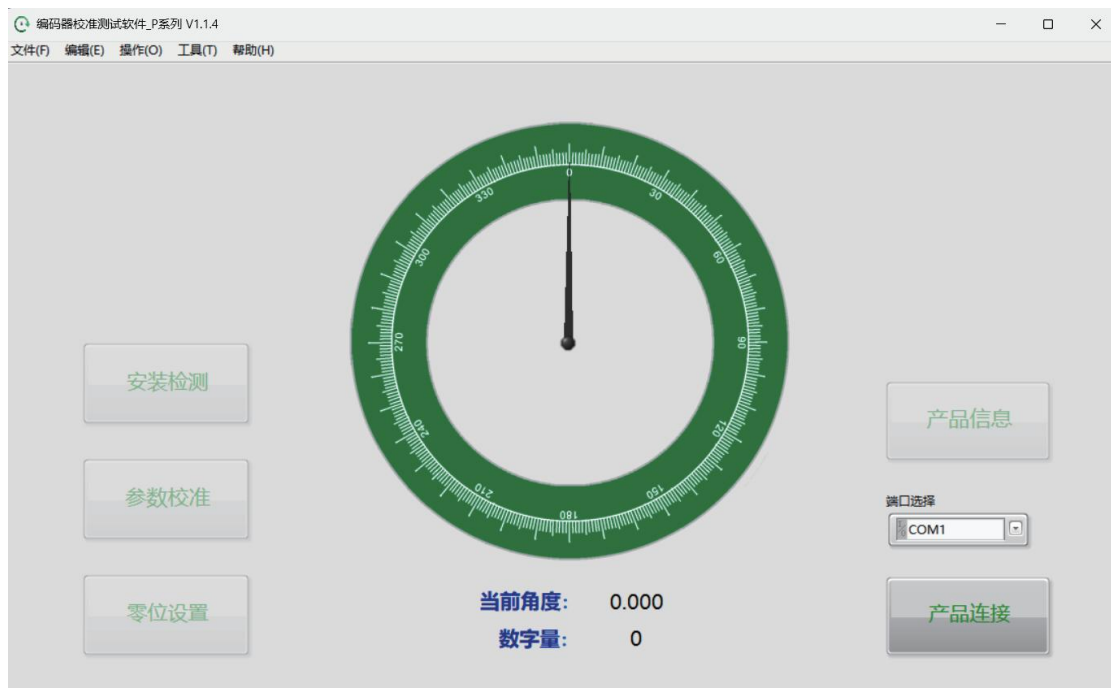 编码器校准测试软件_P系列 V1.1.4
文件(F) 编辑(E) 操作(O) 工具(T) 帮助(H)
0
30
60
90
120
150
180
210
240
270
300
330
安装检测
参数校准
零位设置
当前角度: 0.000
数字量: 0
产品信息
端口选择
COM1
产品连接